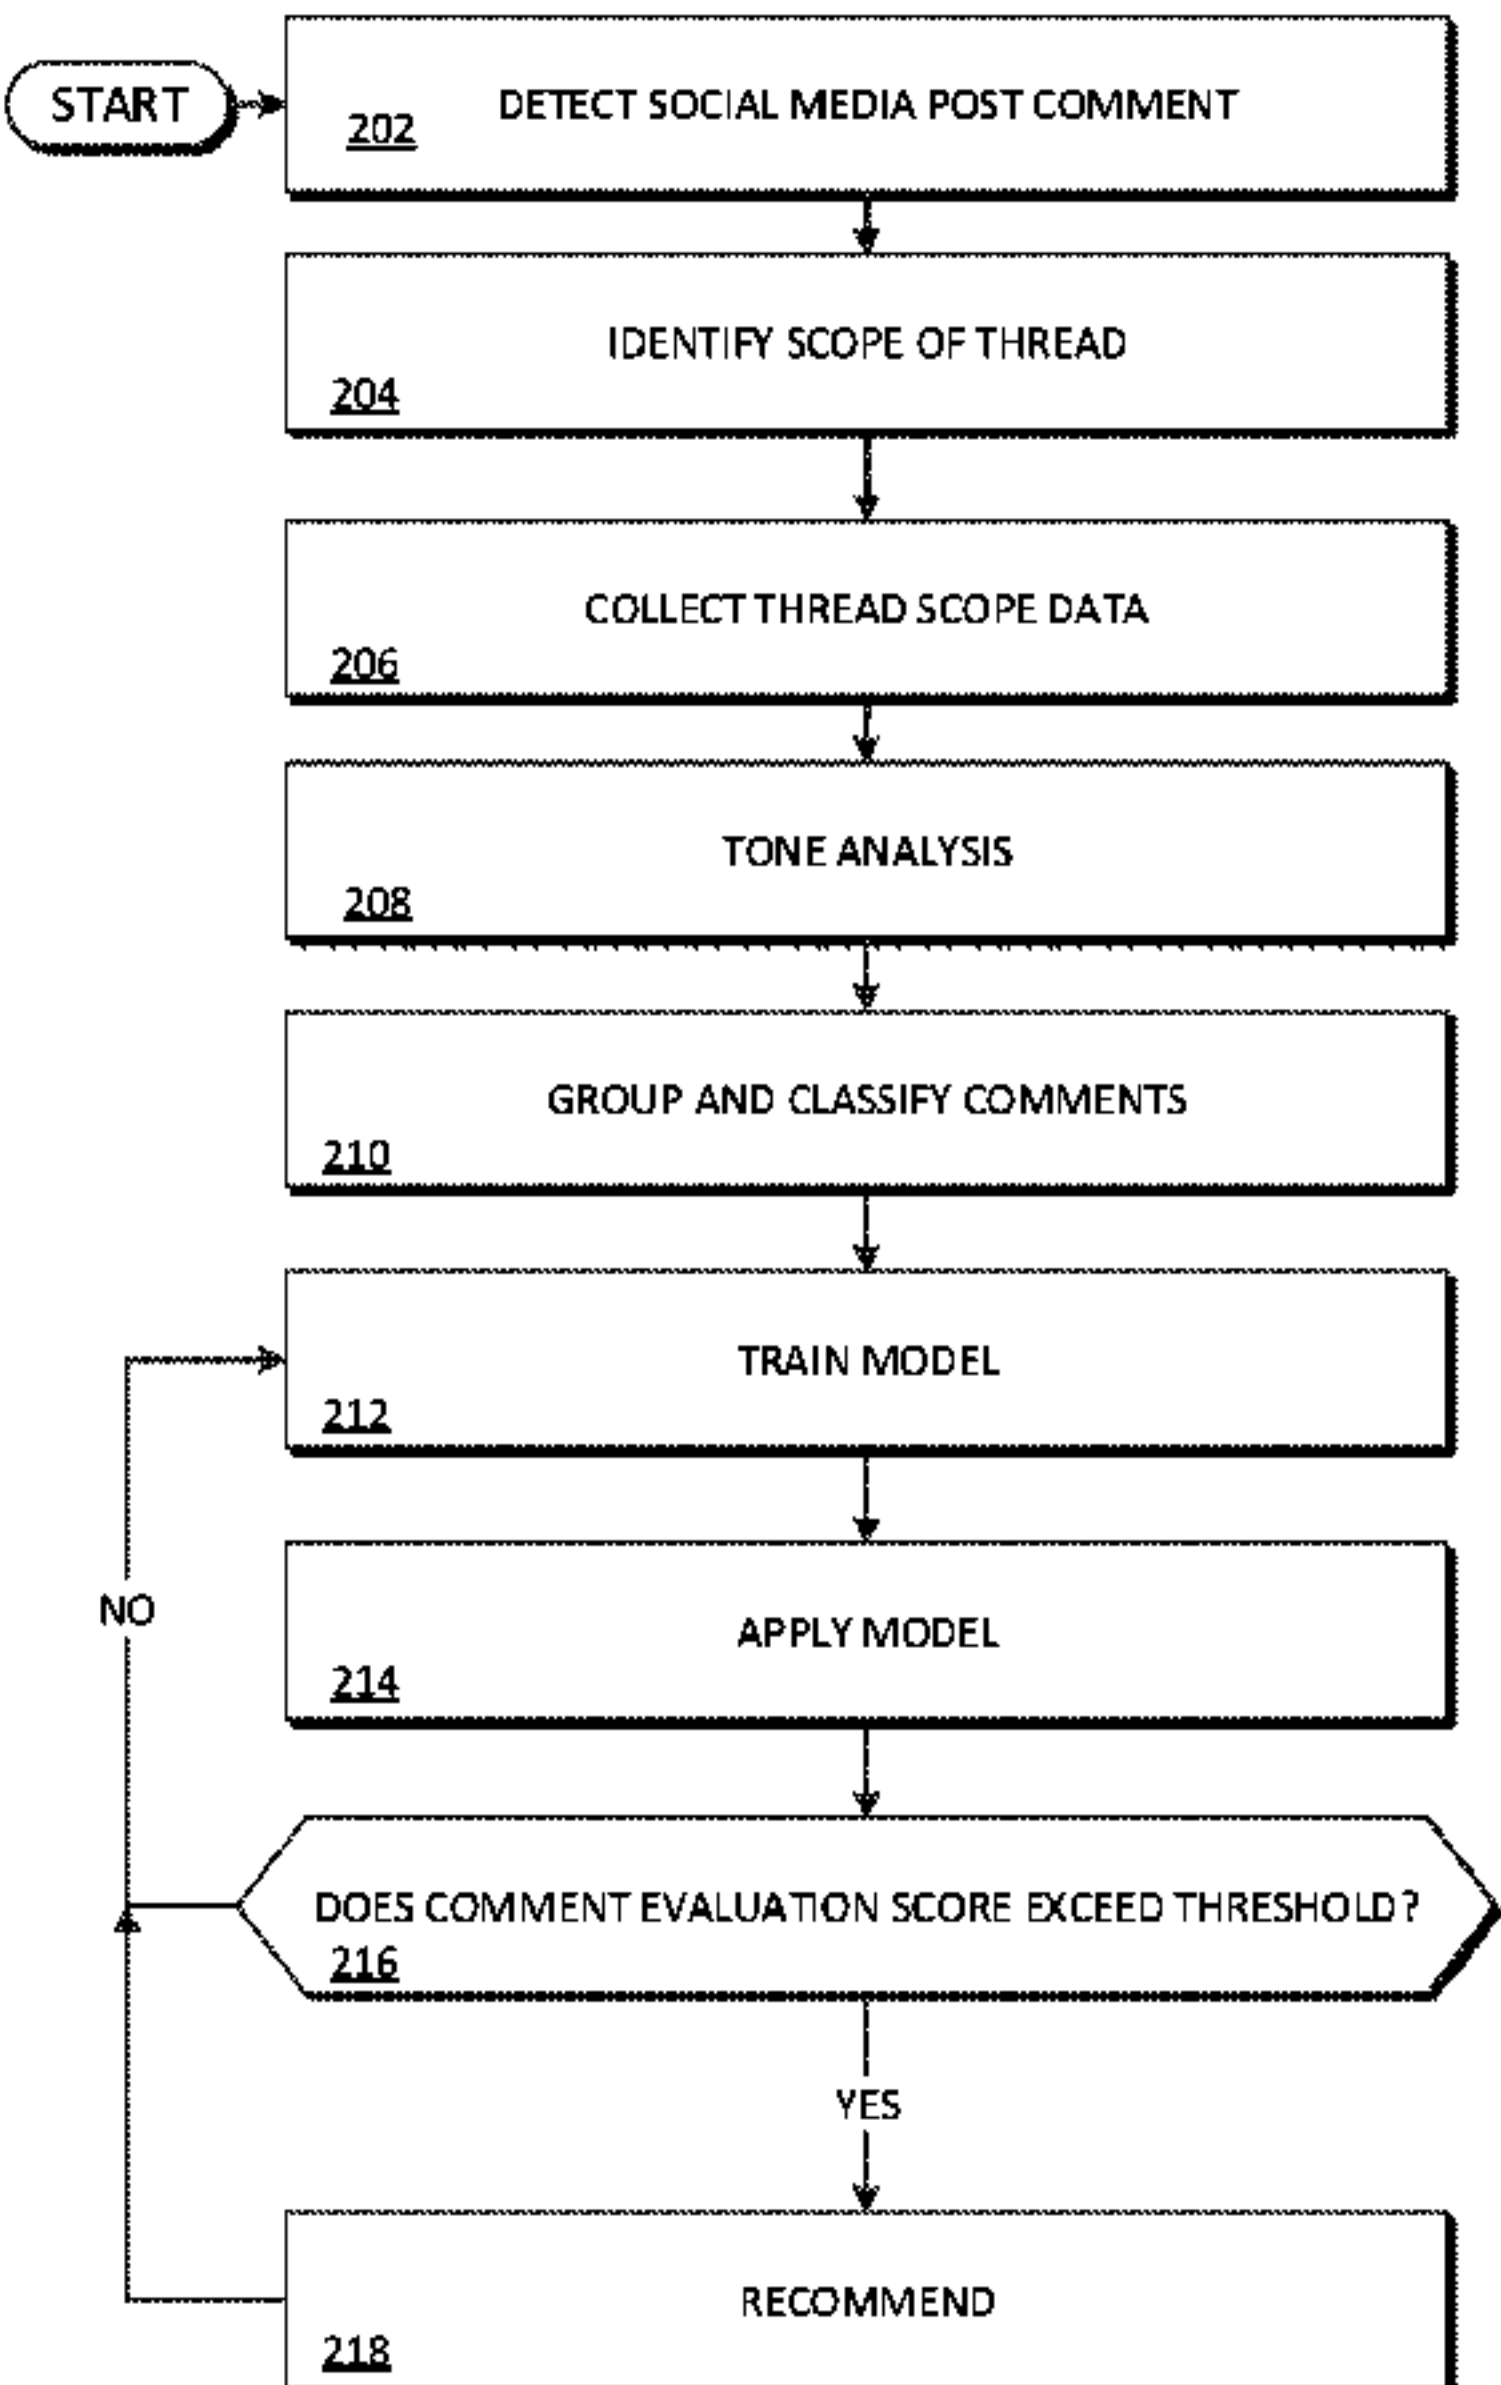 START
DETECT SOCIAL MEDIA POST COMMENT
202
IDENTIFY SCOPE OF THREAD
204
COLLECT THREAD SCOPE DATA
206
TONE ANALYSIS
208
GROUP AND CLASSIFY COMMENTS
210
TRAIN MODEL
212
NO
APPLY MODEL
214
DOES COMMENT EVALUATION SCORE EXCEED THRESHOLD?
216
YES
RECOMMEND
218